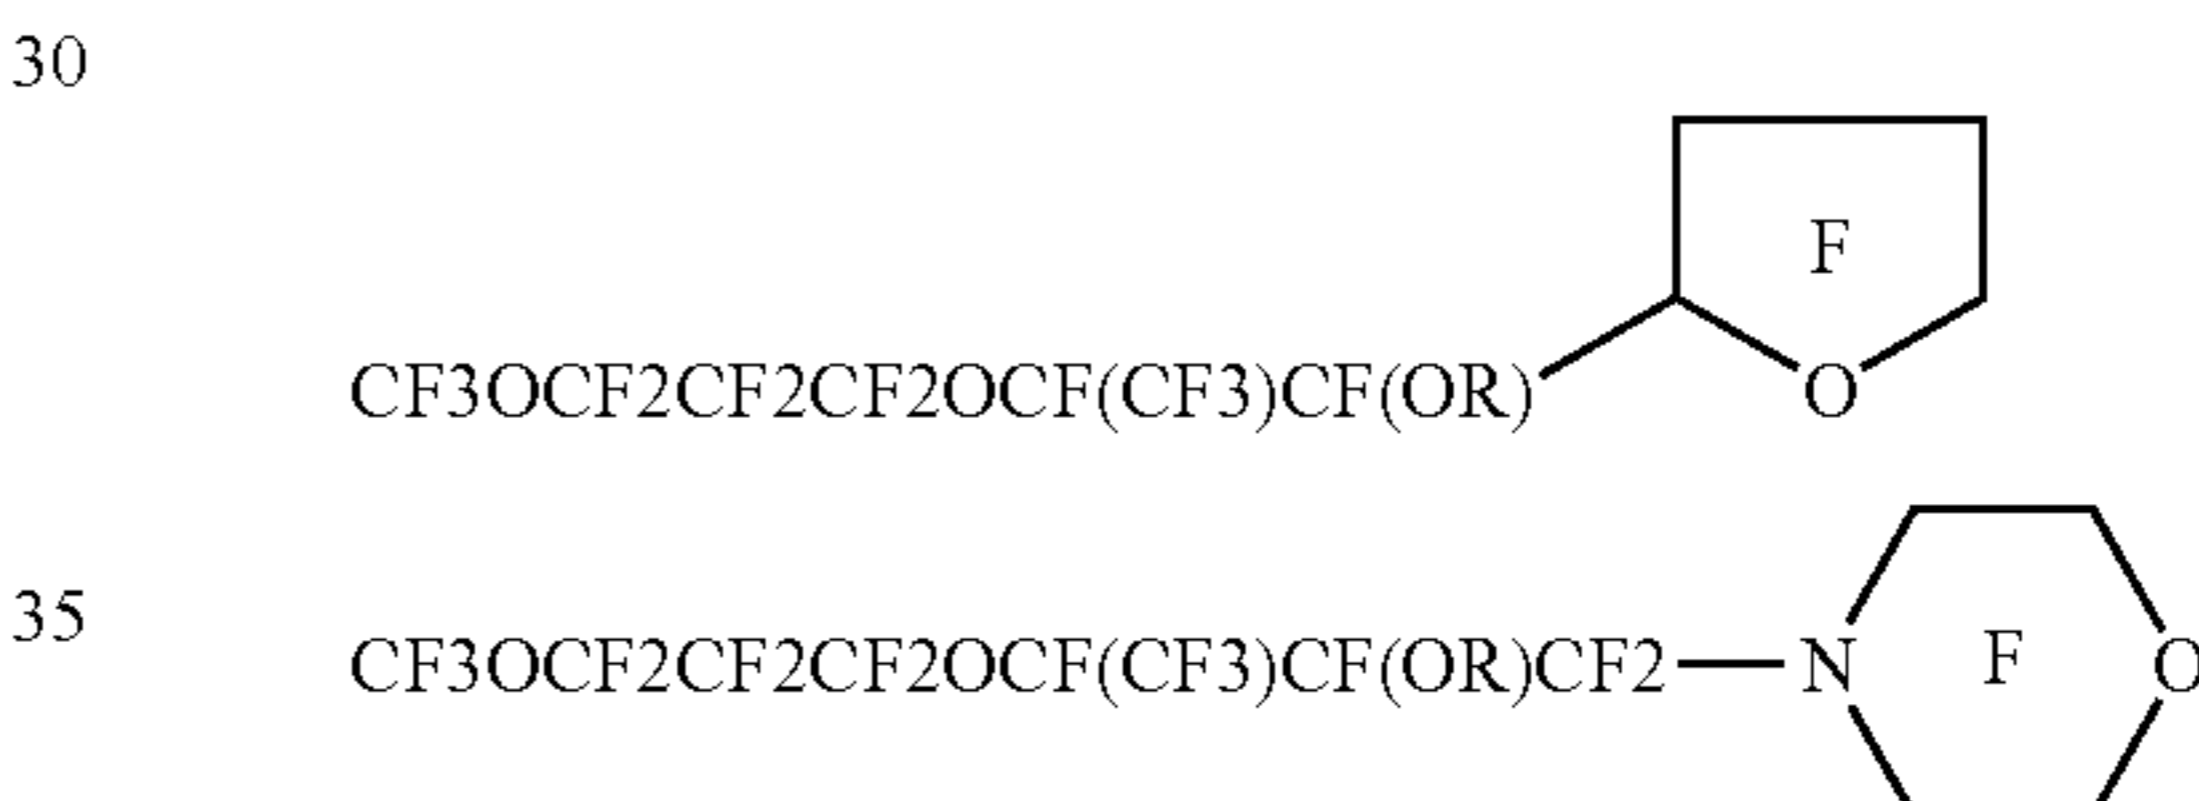 30
F
CF3OCF2CF2CF2OCF(CF3)CF(OR) O
35 CF3OCF2CF2CF2OCF(CF3)CF(OR)CF2 N F O